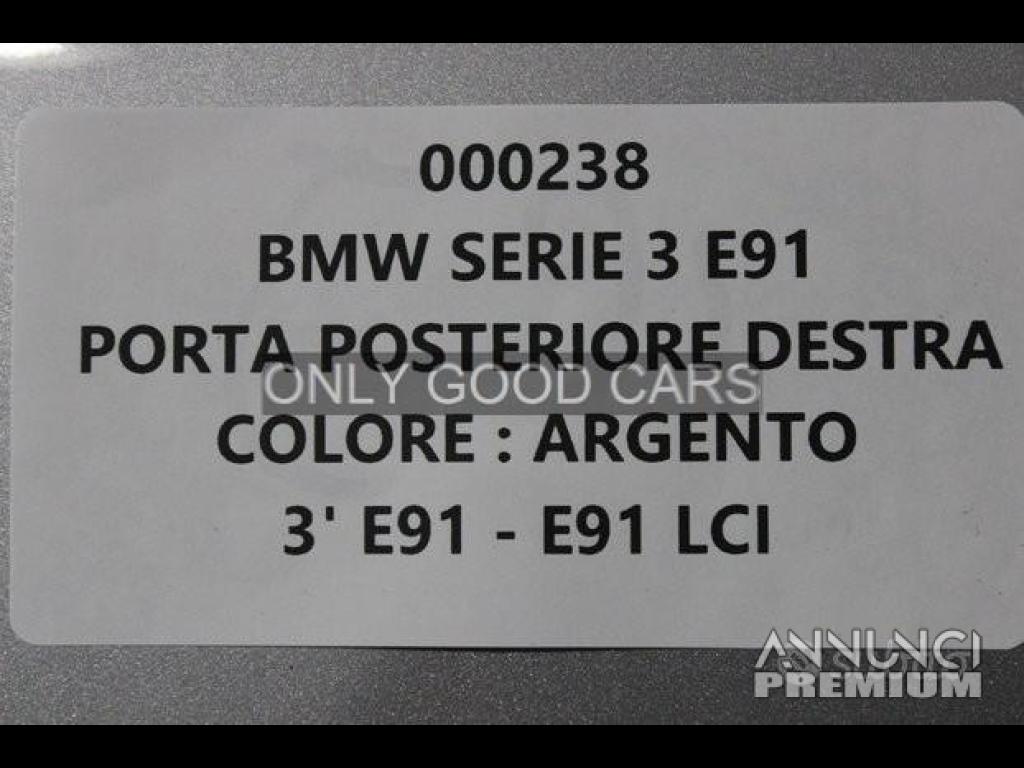 000238
BMW SERIE 3 E91
PORTA POSTERIORE DESTRA
ONLY GOOD CARS
COLORE : ARGENTO
3' E91 - E91 LCI
ANNUNCI
PREMIUM